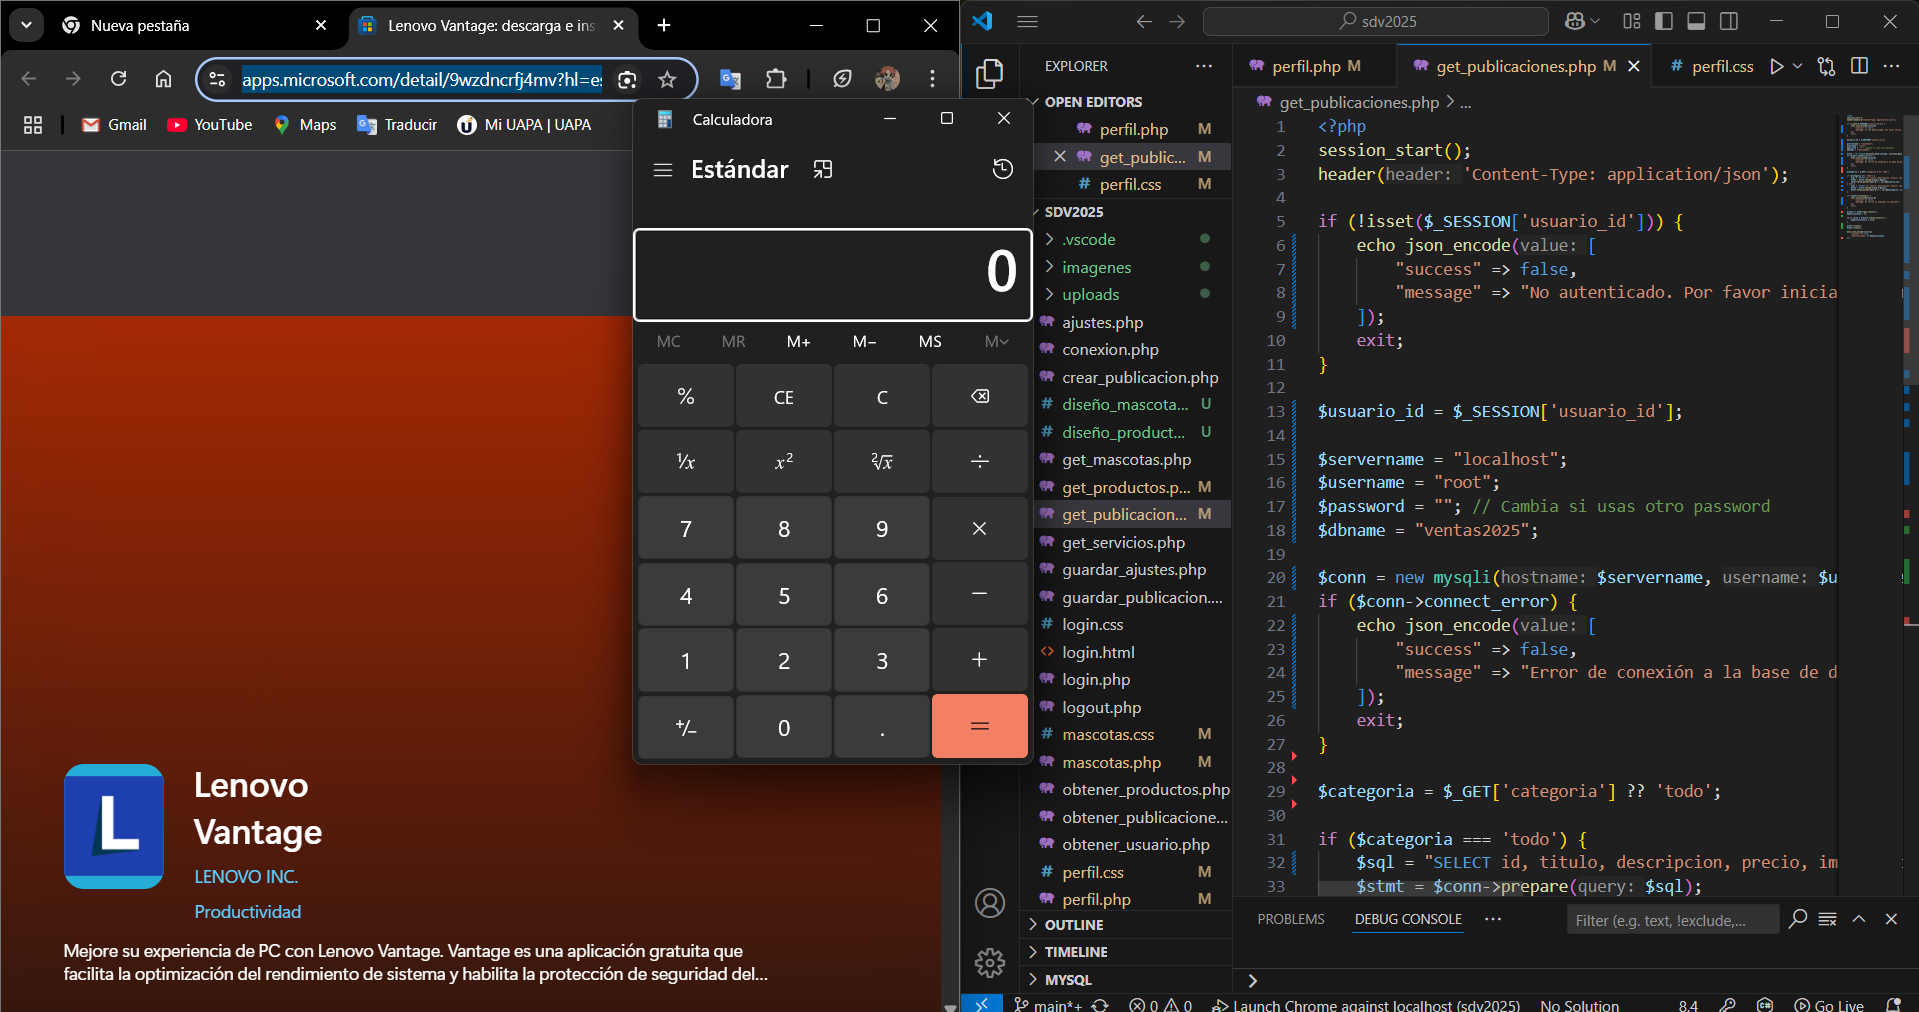 Nueva pestaña
Lenovo Vantage: descarga e ins
apps.microsoft.com/detail/9wzdncrfj4mv?hl=es
Gmail
YouTube
Maps
Traducir
Mi UAPA | UAPA
Lenovo
Vantage
LENOVO INC.
Productividad
Mejore su experiencia de PC con Lenovo Vantage. Vantage es una aplicación gratuita que
facilita la optimización del rendimiento de sistema y habilita la protección de seguridad del...
Calculadora
Estándar
0
MC MR M+ M− MS M
% CE C
⅟x x² ²√x ÷
7 8 9 ×
4 5 6 −
1 2 3 +
+/− 0 . =
sdv2025
EXPLORER
OPEN EDITORS
perfil.php M
get_public... M
perfil.css M
SDV2025
.vscode
imagenes
uploads
ajustes.php
conexion.php
crear_publicacion.php
diseño_mascota... U
diseño_product... U
get_mascotas.php
get_productos.p... M
get_publicacion... M
get_servicios.php
guardar_ajustes.php
guardar_publicacion....
login.css
login.html
login.php
logout.php
mascotas.css M
mascotas.php M
obtener_productos.php
obtener_publicacione...
obtener_usuario.php
perfil.css M
perfil.php M
OUTLINE
TIMELINE
MYSQL
perfil.php M
get_publicaciones.php M
perfil.css
get_publicaciones.php > ...
1 <?php
2 session_start();
3 header(header: 'Content-Type: application/json');
4
5 if (!isset($_SESSION['usuario_id'])) {
6 echo json_encode(value: [
7 "success" => false,
8 "message" => "No autenticado. Por favor inicia
9 ]);
10 exit;
11 }
12
13 $usuario_id = $_SESSION['usuario_id'];
14
15 $servername = "localhost";
16 $username = "root";
17 $password = ""; // Cambia si usas otro password
18 $dbname = "ventas2025";
19
20 $conn = new mysqli(hostname: $servername, username: $u
21 if ($conn->connect_error) {
22 echo json_encode(value: [
23 "success" => false,
24 "message" => "Error de conexión a la base de d
25 ]);
26 exit;
27 }
28
29 $categoria = $_GET['categoria'] ?? 'todo';
30
31 if ($categoria === 'todo') {
32 $sql = "SELECT id, titulo, descripcion, precio, im
33 $stmt = $conn->prepare(query: $sql);
PROBLEMS
DEBUG CONSOLE
Filter (e.g. text, !exclude,...
main*+
0 0
Launch Chrome against localhost (sdv2025)
No Solution
8.4
Go Live